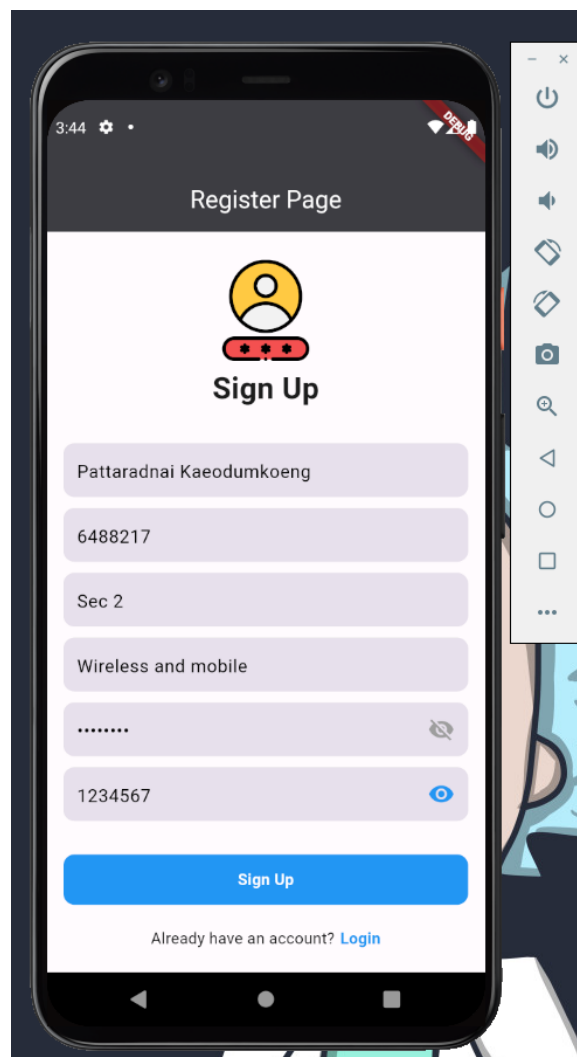 3:44
DEBUG
Register Page
***
Sign Up
Pattaradnai Kaeodumkoeng
6488217
Sec 2
Wireless and mobile
••••••••
1234567
Sign Up
Already have an account? Login